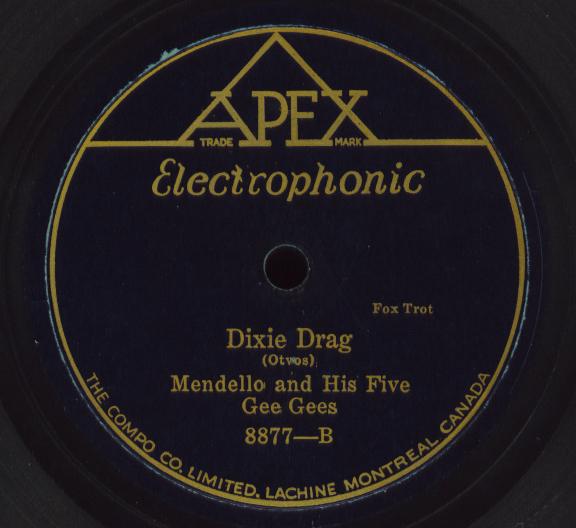 APEX
TRADE MARK
Electrophonic
Fox Trot
Dixie Drag
(Otvos)
Mendello and His Five
Gee Gees
8877—B
THE COMPO CO. LIMITED, LACHINE MONTREAL CANADA